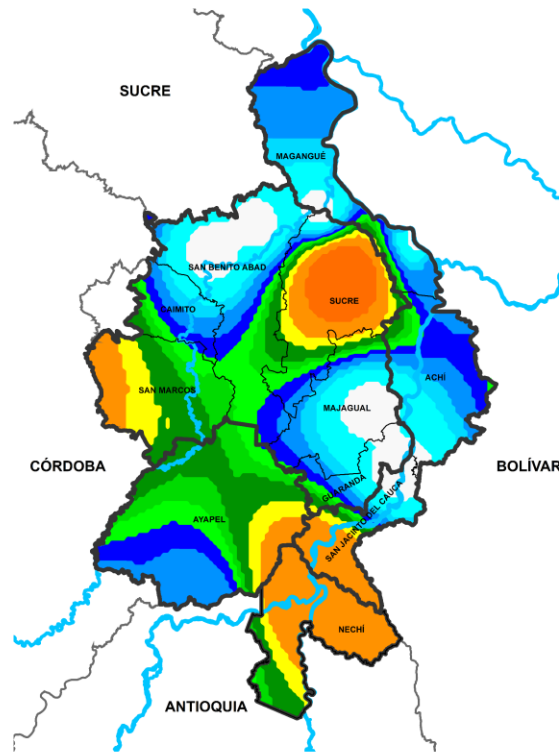 SUCRE
MAGANGUÉ
SAN BENITO ABAD
SUCRE
CAIMITO
ACHÍ
SAN MARCOS
MAJAGUAL
CÓRDOBA
BOLÍVAR
GUARANDA
AYAPEL
SAN JACINTO DEL CAUCA
NECHÍ
ANTIOQUIA